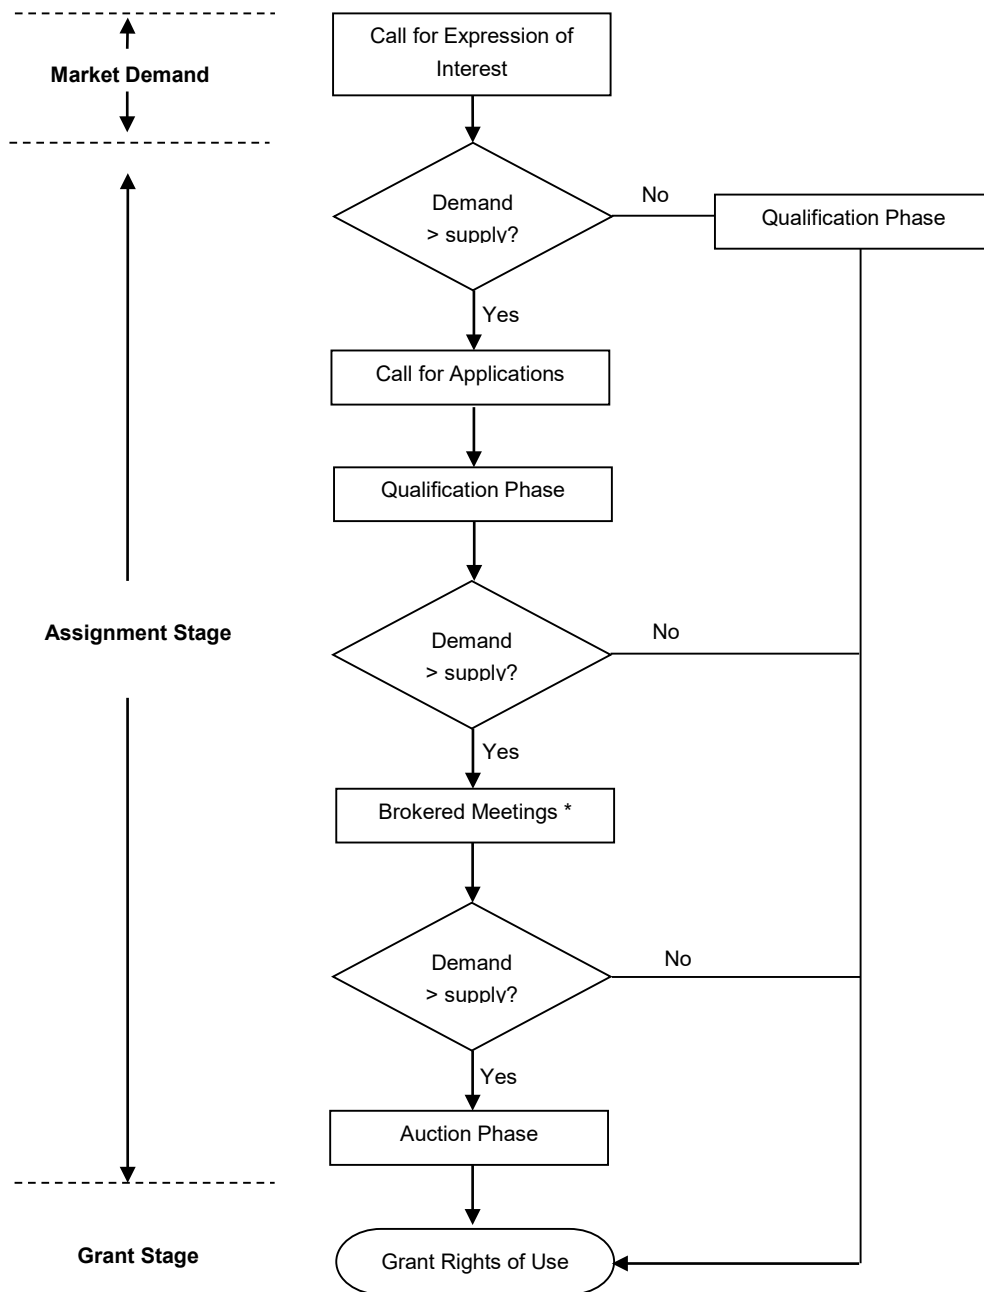 Call for Expression of
Interest
Market Demand
Demand
> supply?
No
Qualification Phase
Yes
Call for Applications
Qualification Phase
Assignment Stage
Demand
> supply?
No
Yes
Brokered Meetings *
Demand
> supply?
No
Yes
Auction Phase
Grant Stage
Grant Rights of Use